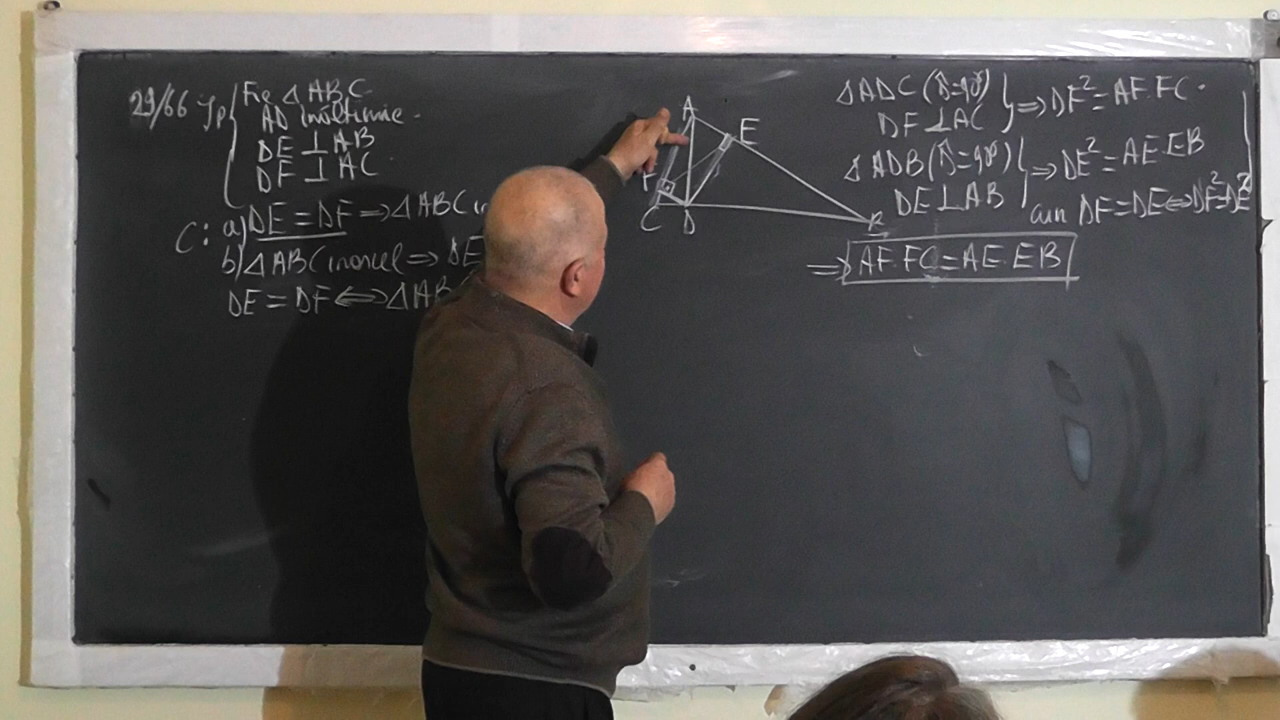 29/66 Ip Fie △ABC
AD înălțime
DE ⊥ AB
DF ⊥ AC
C: a) DE = DF ⇒ △ABC
b) △ABC isoscel ⇒ DE
DE = DF ⇔ △AB
A
E
F
C D B
△ADC (D̂=90°)
DF ⊥ AC
⇒ DF² = AF·FC
△ADB (D̂=90°)
DE ⊥ AB
⇒ DE² = AE·EB
cum DF=DE ⇔ DF²=DE²
⇒ AF·FC = AE·EB